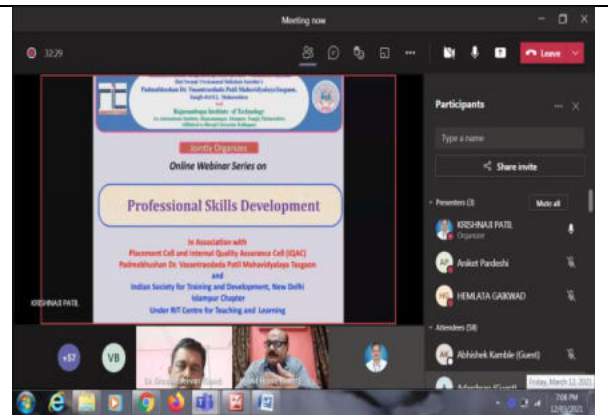 Meeting now
32:29
Leave
Padmabhushan Dr. Vasantraodada Patil Mahavidyalaya Tasgaon,
and
Rajarambapu Institute of Technology
Jointly Organizes
Online Webinar Series on
Professional Skills Development
In Association with
Placement Cell and Internal Quality Assurance Cell (IQAC)
Padmabhushan Dr. Vasantraodada Patil Mahavidyalaya Tasgaon
and
Indian Society for Training and Development, New Delhi
Islampur Chapter
Under RIT Centre for Teaching and Learning
KRISHNAJI PATIL
+57
VB
Participants
Type a name
Share invite
Presenters (3)
Mute all
KRISHNAJI PATIL
Organizer
AP
Aniket Pardeshi
HG
HEMLATA GAIKWAD
Attendees (58)
AK
Abhishek Kamble (Guest)
Friday, March 12, 2021
7:08 PM
12/03/2021